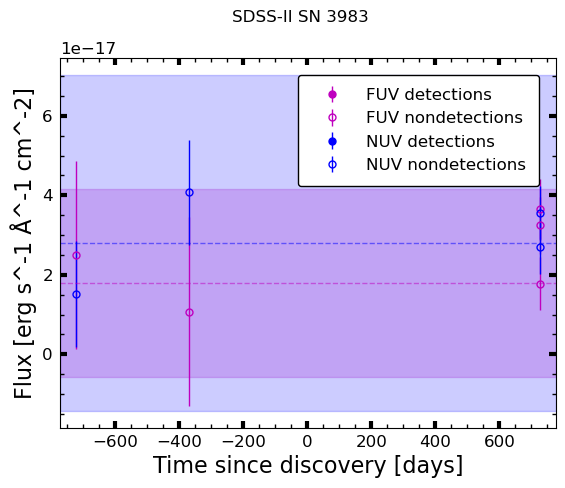 SDSS-II SN 3983
1e−17
FUV detections
FUV nondetections
NUV detections
NUV nondetections
6
4
2
0
Flux [erg s^-1 Å^-1 cm^-2]
−600 −400 −200 0 200 400 600
Time since discovery [days]